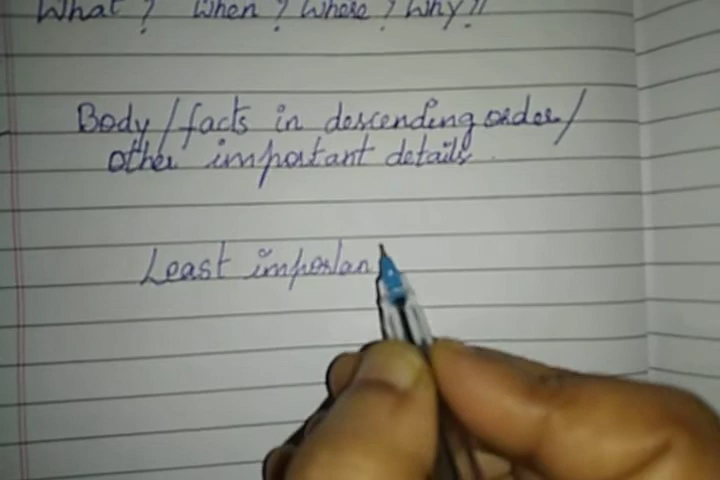 What? When? Where? Why?!
Body/facts in descending order/
other important details.
Least importan